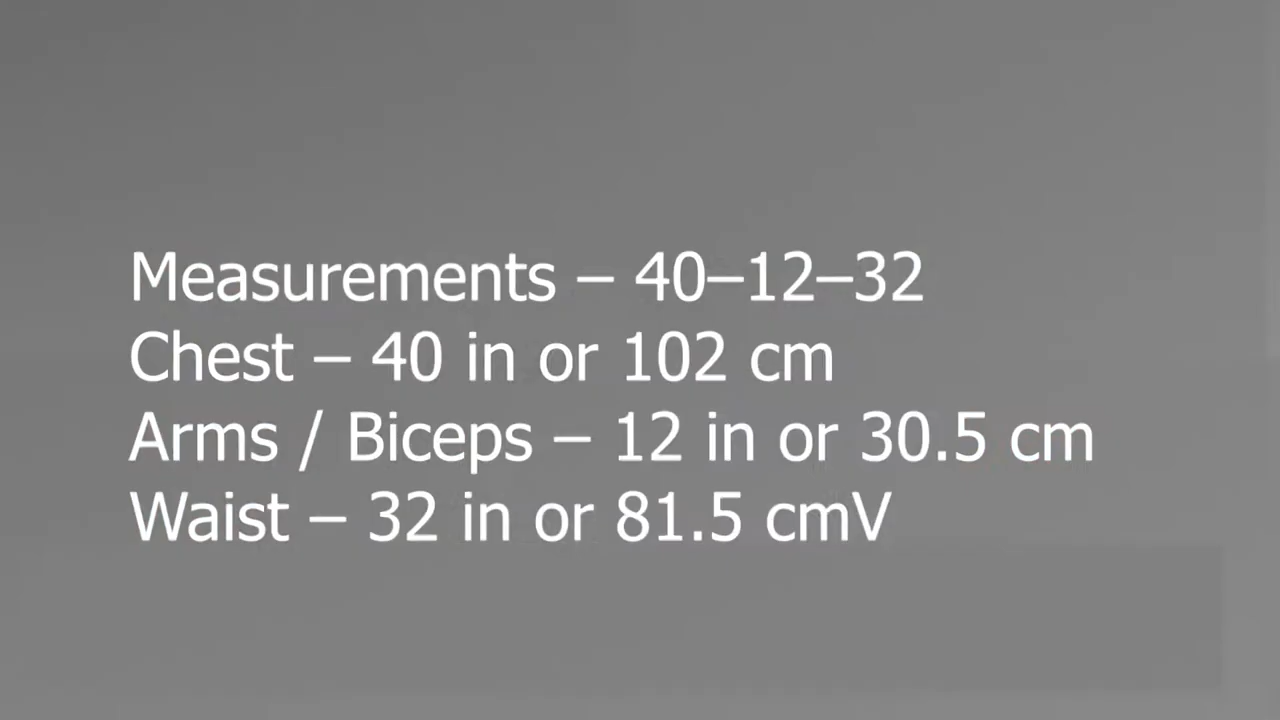 Measurements – 40–12–32
Chest – 40 in or 102 cm
Arms / Biceps – 12 in or 30.5 cm
Waist – 32 in or 81.5 cmV